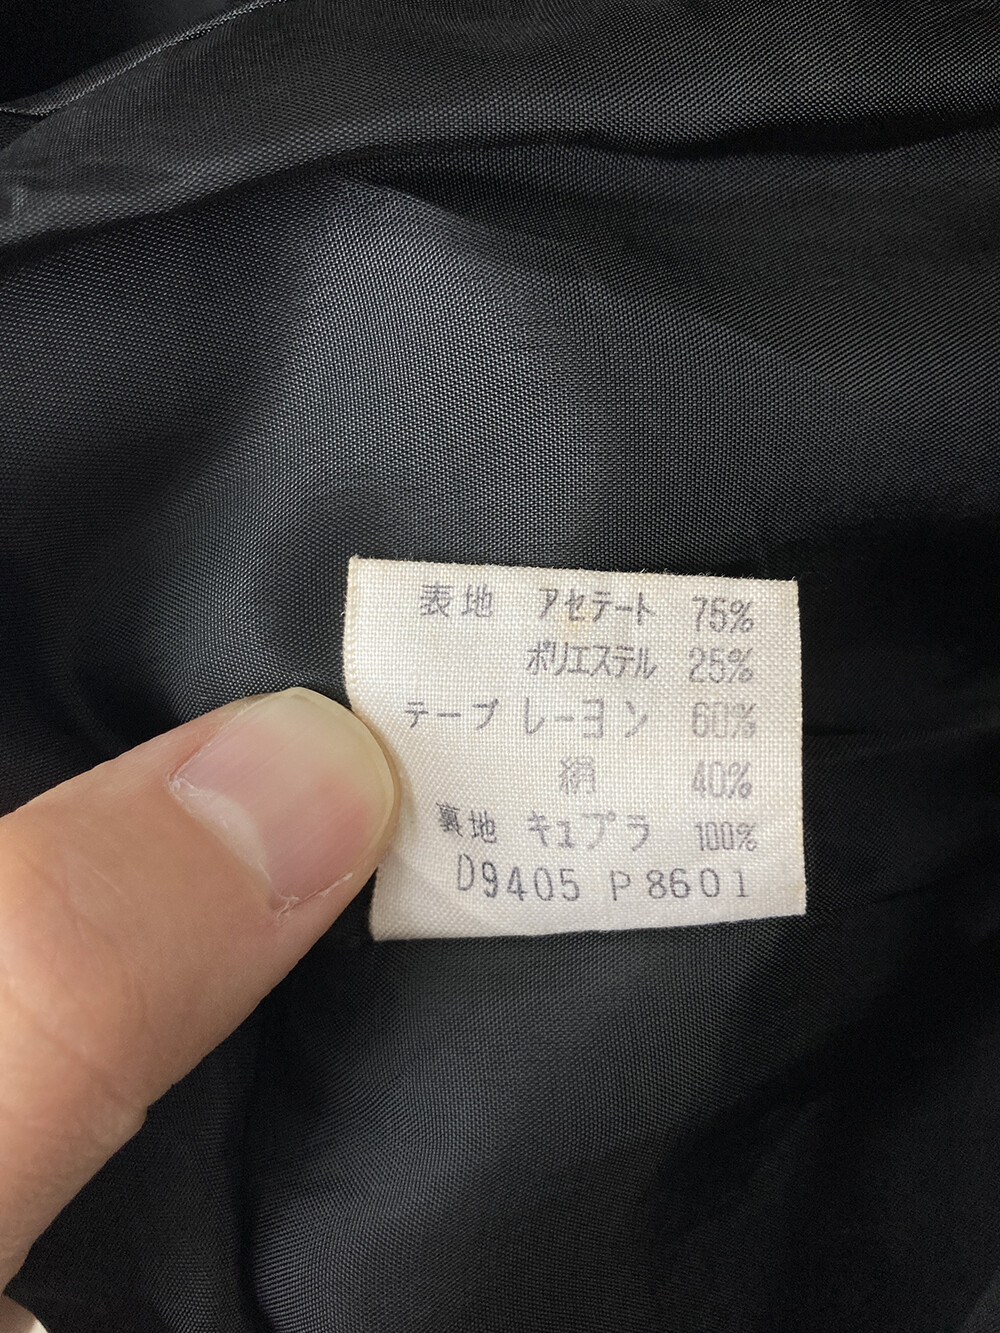 表地 アセテート 75%
ポリエステル 25%
テープ レーヨン 60%
絹 40%
裏地 キュプラ 100%
D9405 P8601